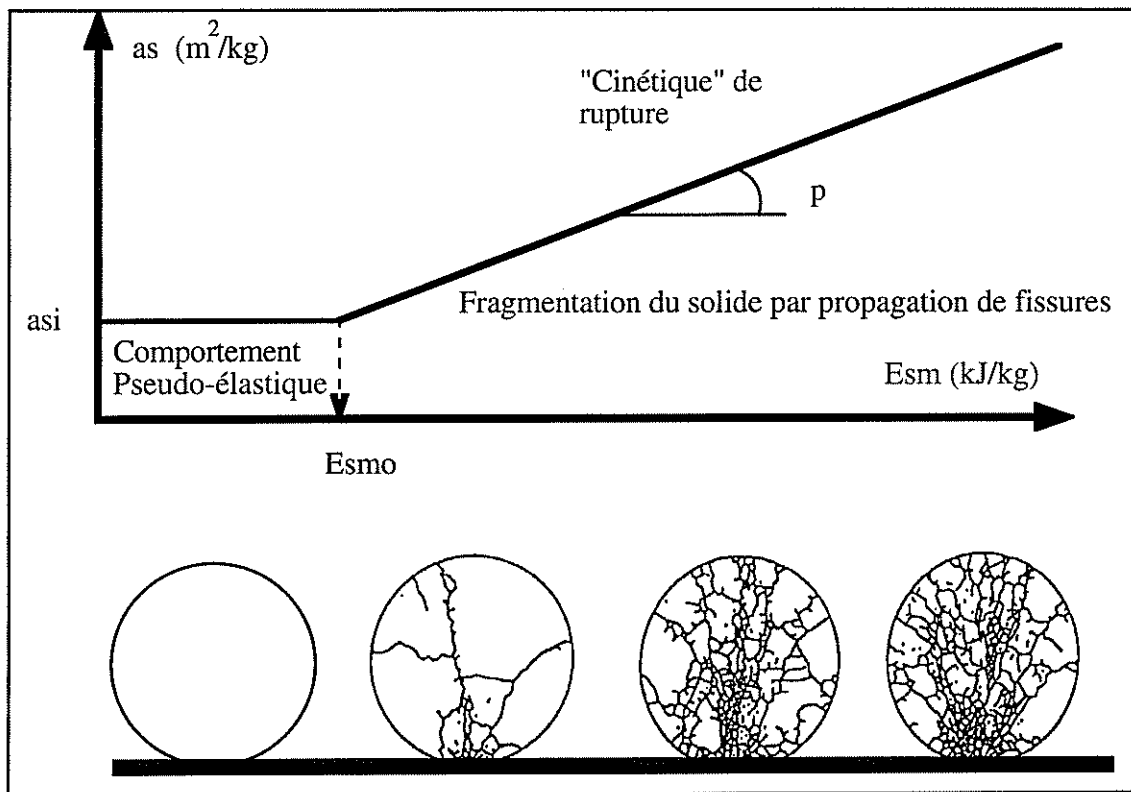 as (m²/kg)
"Cinétique" de
rupture
p
Fragmentation du solide par propagation de fissures
asi
Comportement
Pseudo-élastique
Esm (kJ/kg)
Esmo